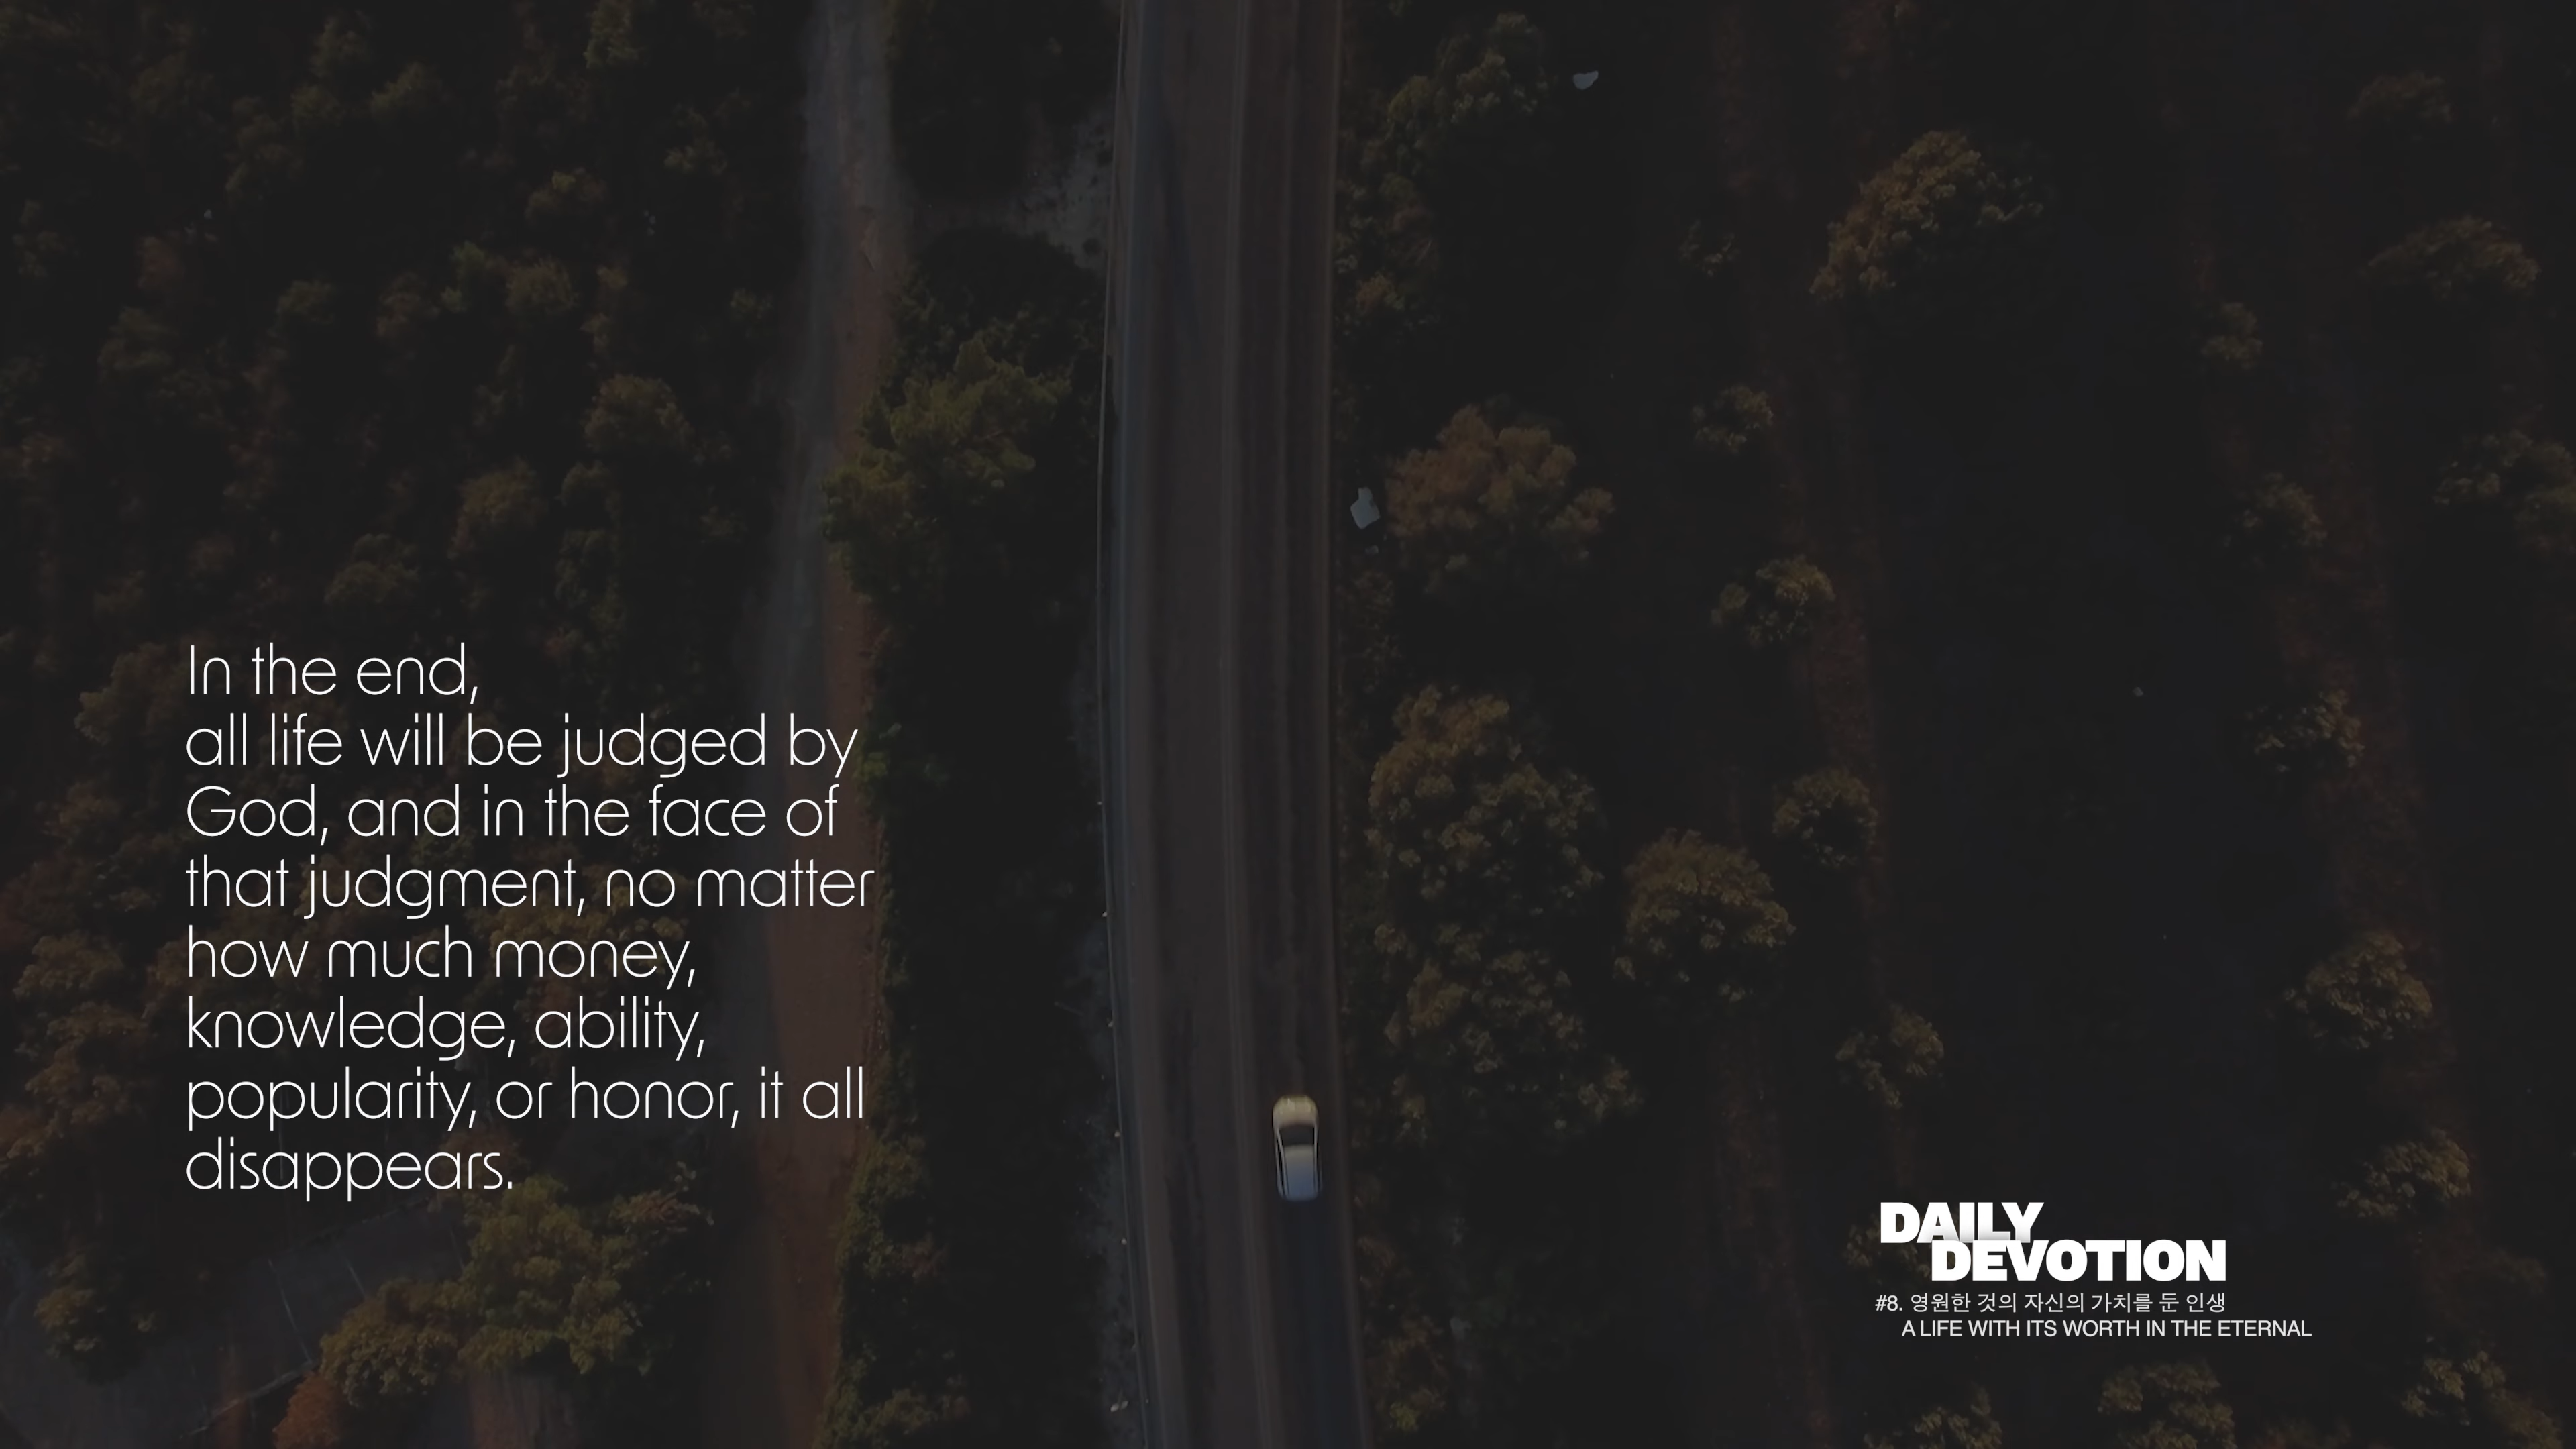 In the end,
all life will be judged by
God, and in the face of
that judgment, no matter
how much money,
knowledge, ability,
popularity, or honor, it all
disappears.
DAILY
DEVOTION
#8. 영원한 것의 자신의 가치를 둔 인생
A LIFE WITH ITS WORTH IN THE ETERNAL